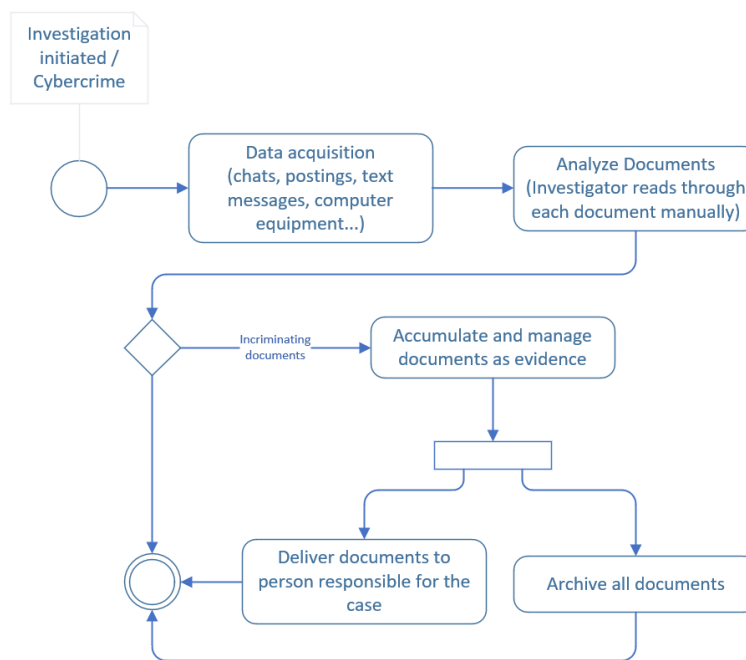 Investigation
initiated /
Cybercrime
Data acquisition
(chats, postings, text
messages, computer
equipment...)
Analyze Documents
(Investigator reads through
each document manually)
Incriminating
documents
Accumulate and manage
documents as evidence
Deliver documents to
person responsible for the
case
Archive all documents